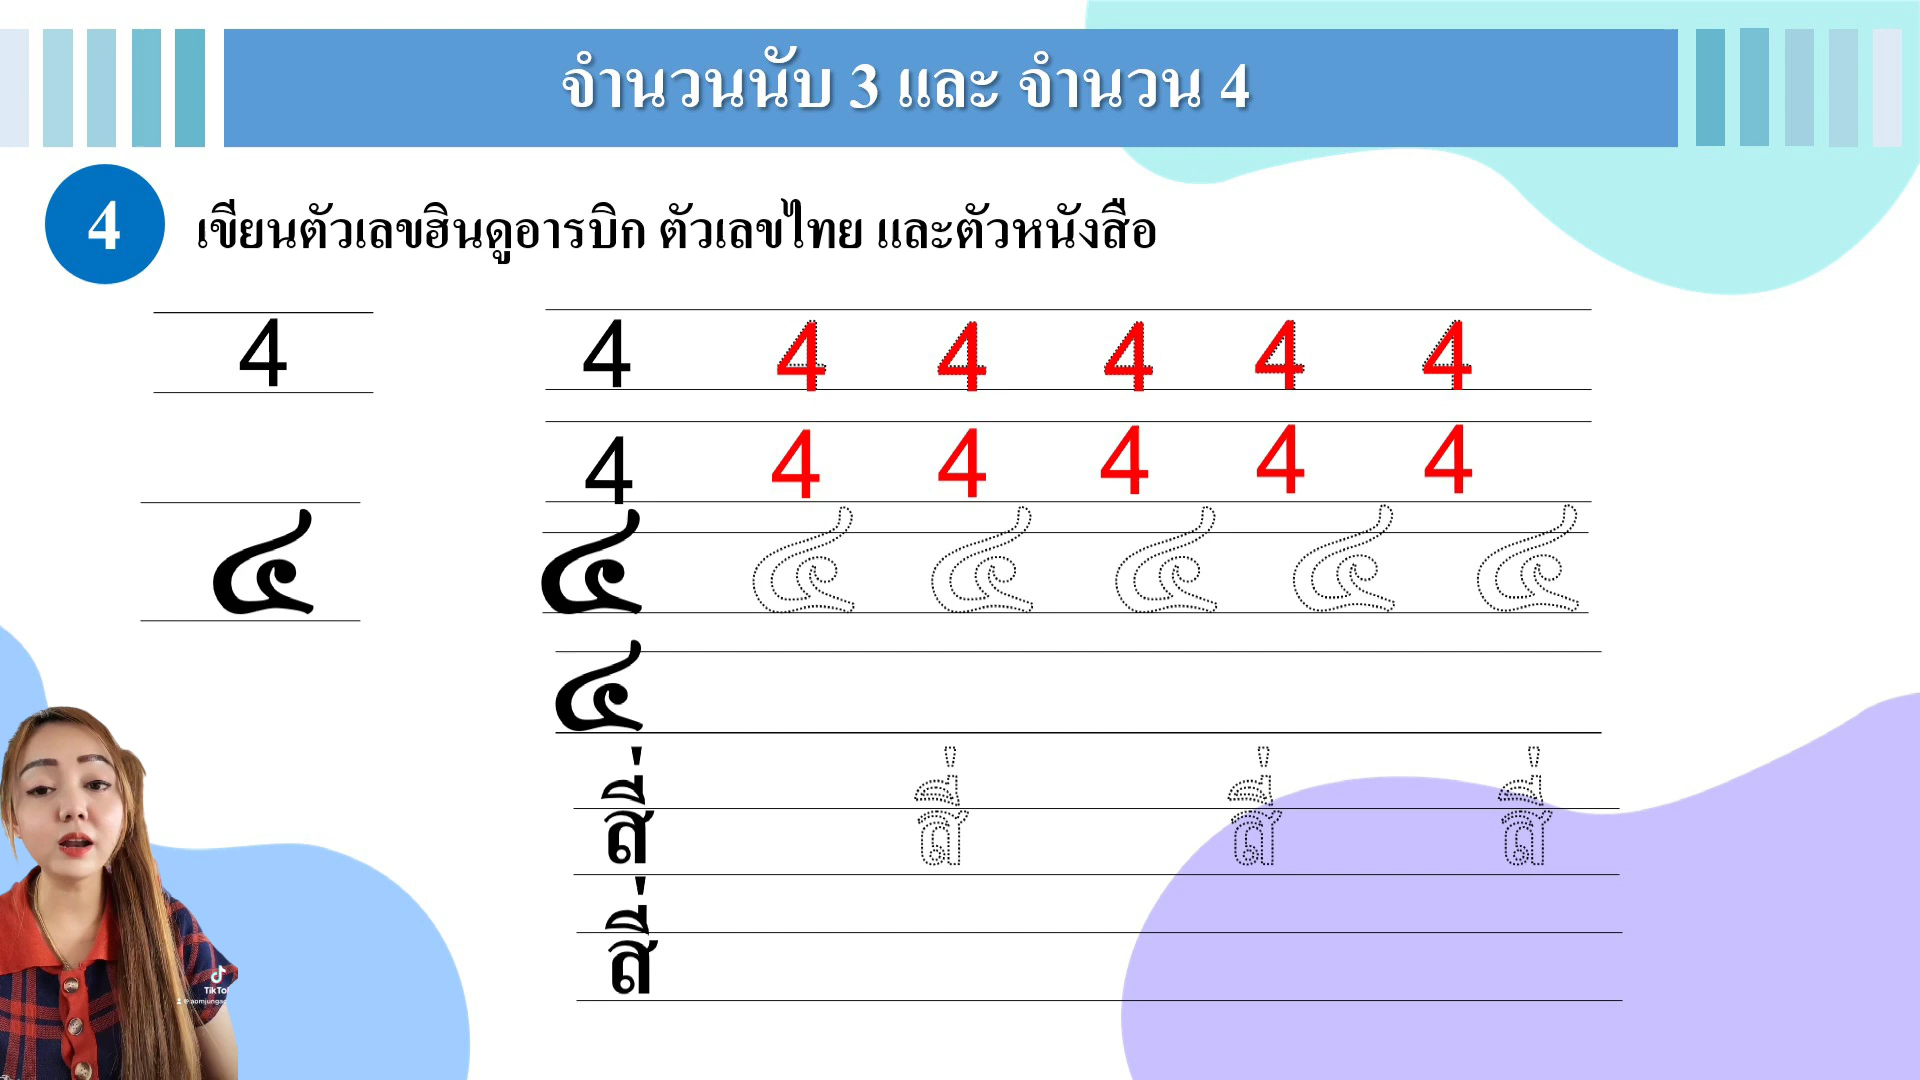 จำนวนนับ 3 และ จำนวน 4
4 เขียนตัวเลขฮินดูอารบิก ตัวเลขไทย และตัวหนังสือ
4 4 4 4 4 4 4
4 4 4 4 4 4
๔ ๔ ๔ ๔ ๔ ๔ ๔
๔
สี่ สี่ สี่ สี่
สี่
TikTo